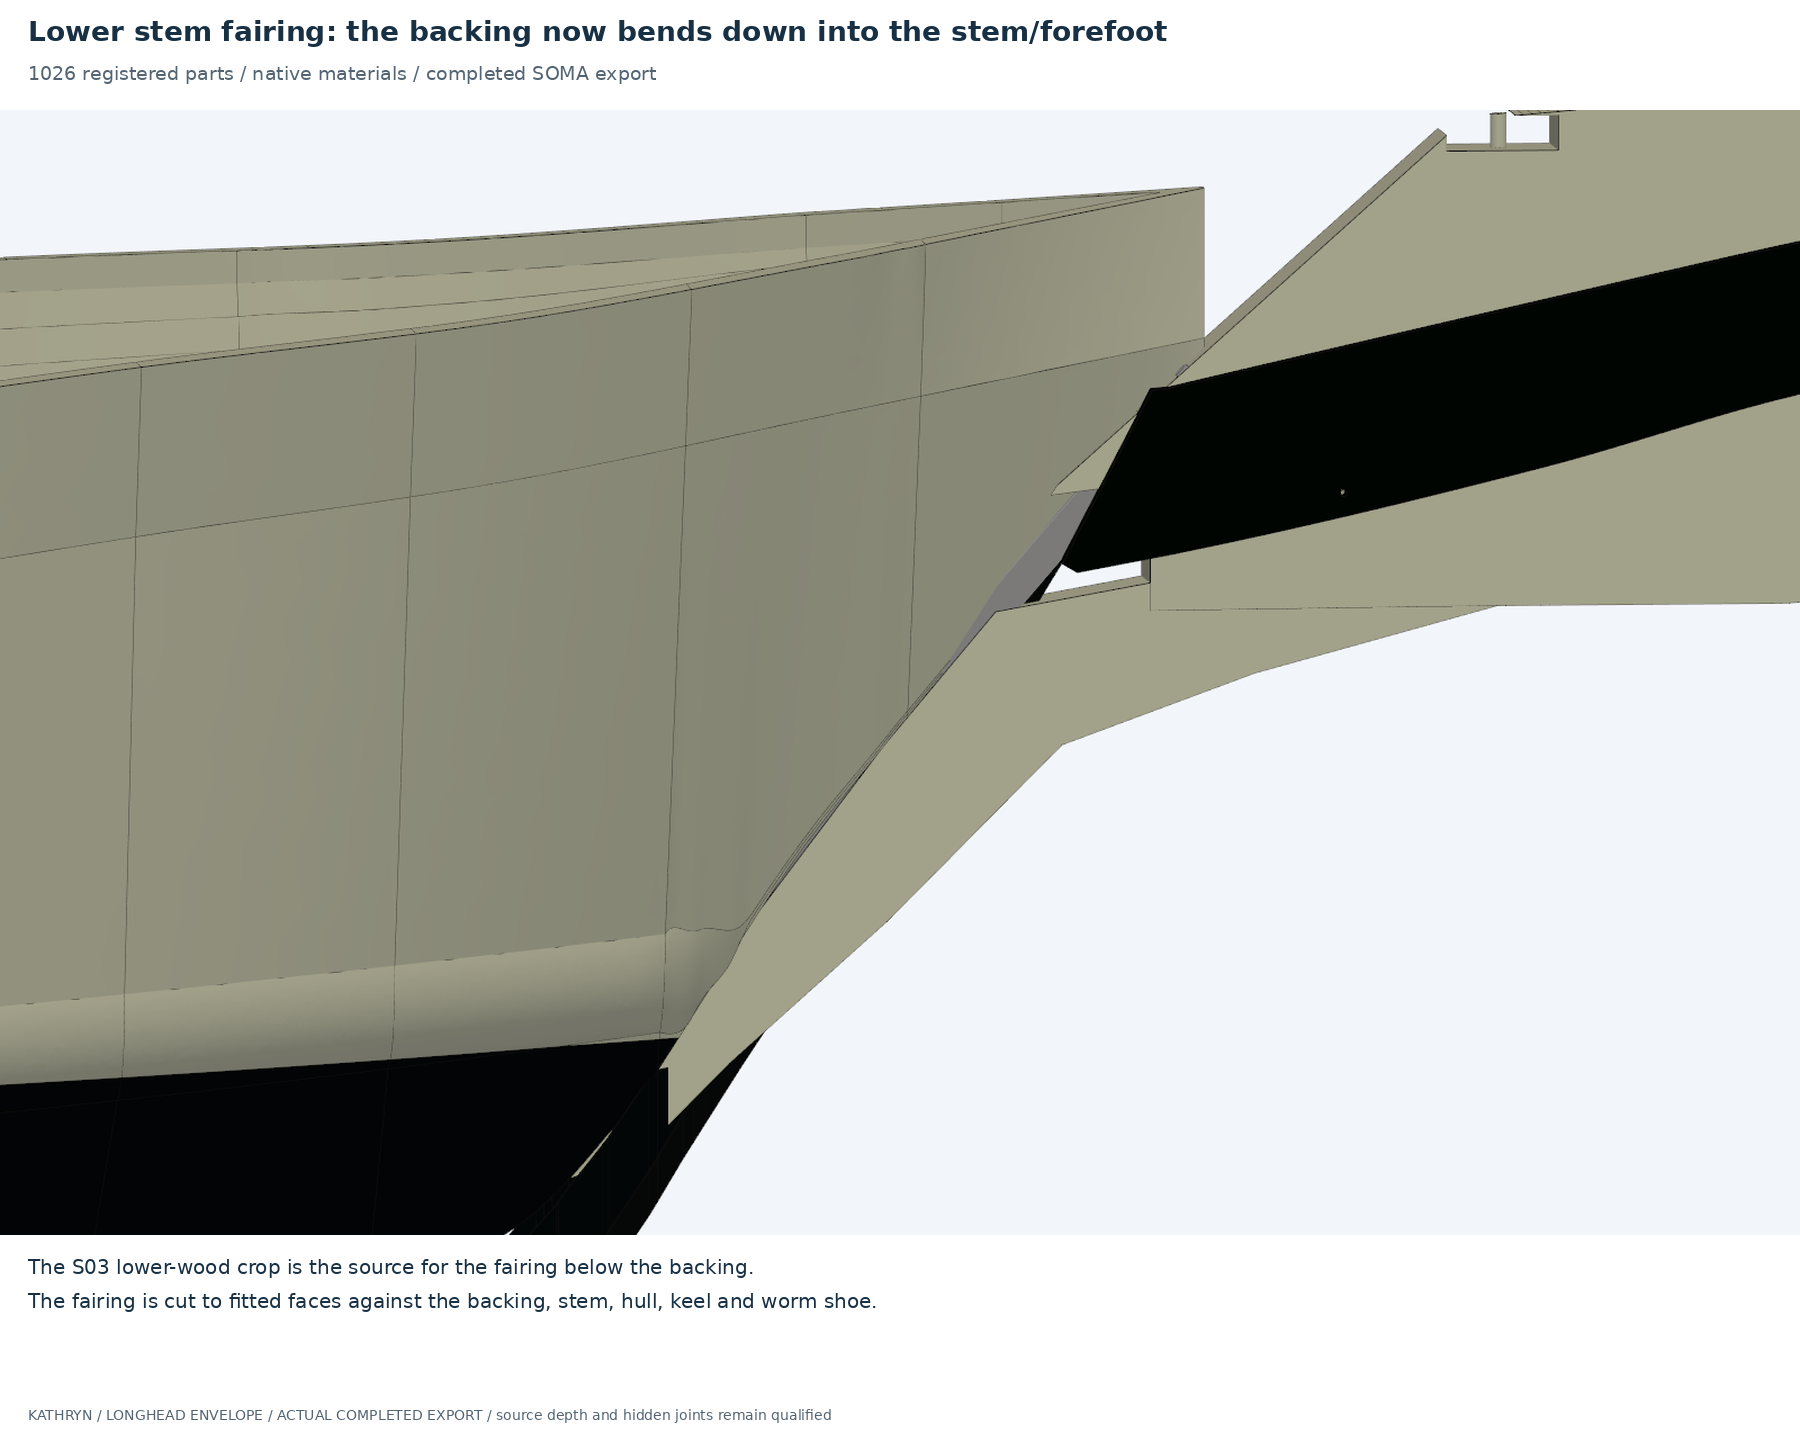 Lower stem fairing: the backing now bends down into the stem/forefoot
1026 registered parts / native materials / completed SOMA export
The S03 lower-wood crop is the source for the fairing below the backing.
The fairing is cut to fitted faces against the backing, stem, hull, keel and worm shoe.
KATHRYN / LONGHEAD ENVELOPE / ACTUAL COMPLETED EXPORT / source depth and hidden joints remain qualified